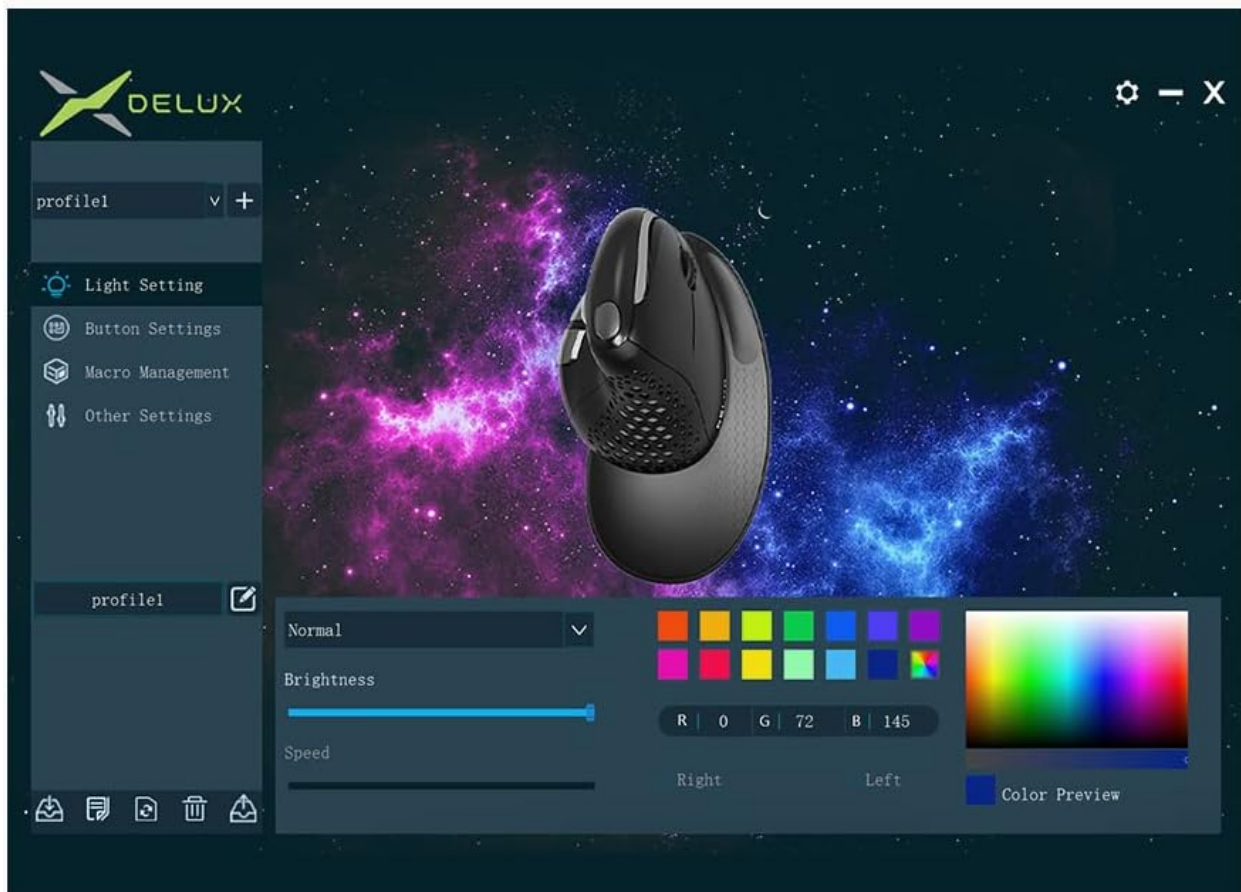 DELUX
profile1
Light Setting
Button Settings
Macro Management
Other Settings
profile1
Normal
Brightness
Speed
R 0 G 72 B 145
Right Left
Color Preview